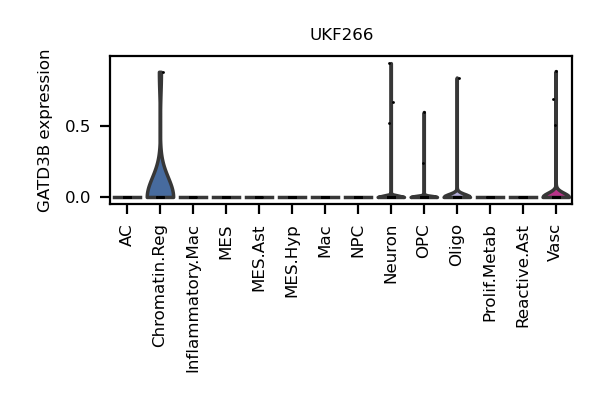 UKF266
GATD3B expression
0.5
0.0
AC
Chromatin.Reg
Inflammatory.Mac
MES
MES.Ast
MES.Hyp
Mac
NPC
Neuron
OPC
Oligo
Prolif.Metab
Reactive.Ast
Vasc